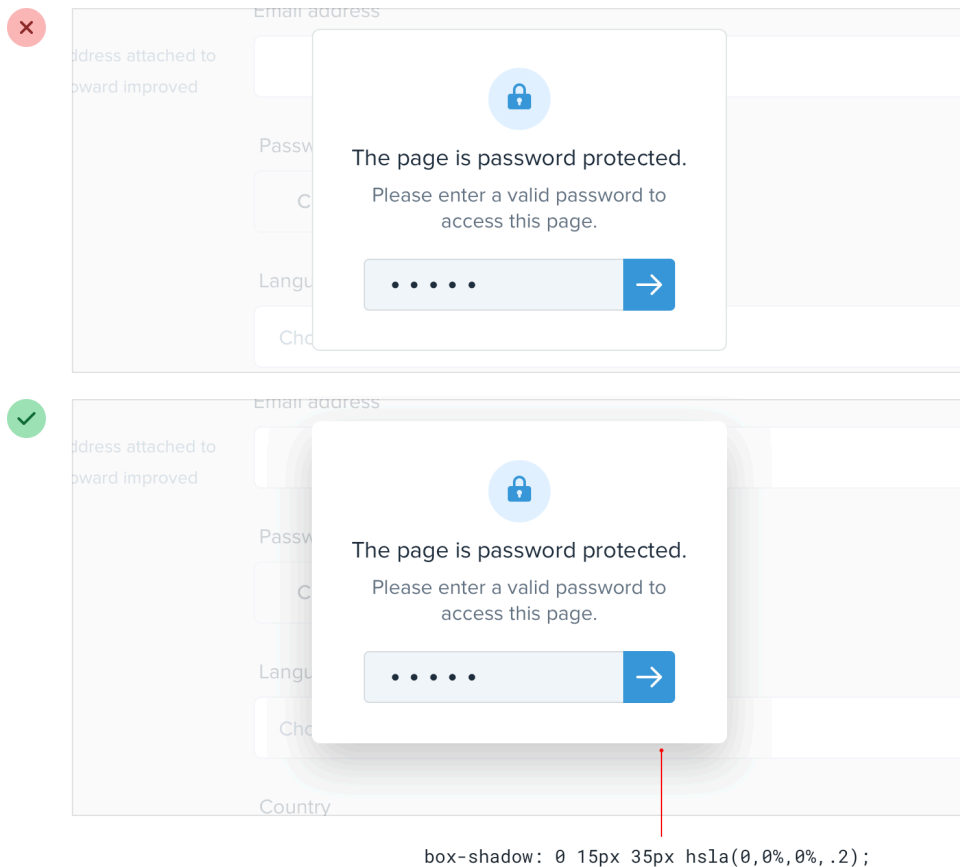 Email address
ddress attached to
oward improved
Passw
The page is password protected.
Please enter a valid password to
access this page.
C
Langu
Cho
Email address
ddress attached to
oward improved
Passw
The page is password protected.
Please enter a valid password to
access this page.
C
Langu
Cho
Country
box-shadow: 0 15px 35px hsla(0,0%,0%,.2);